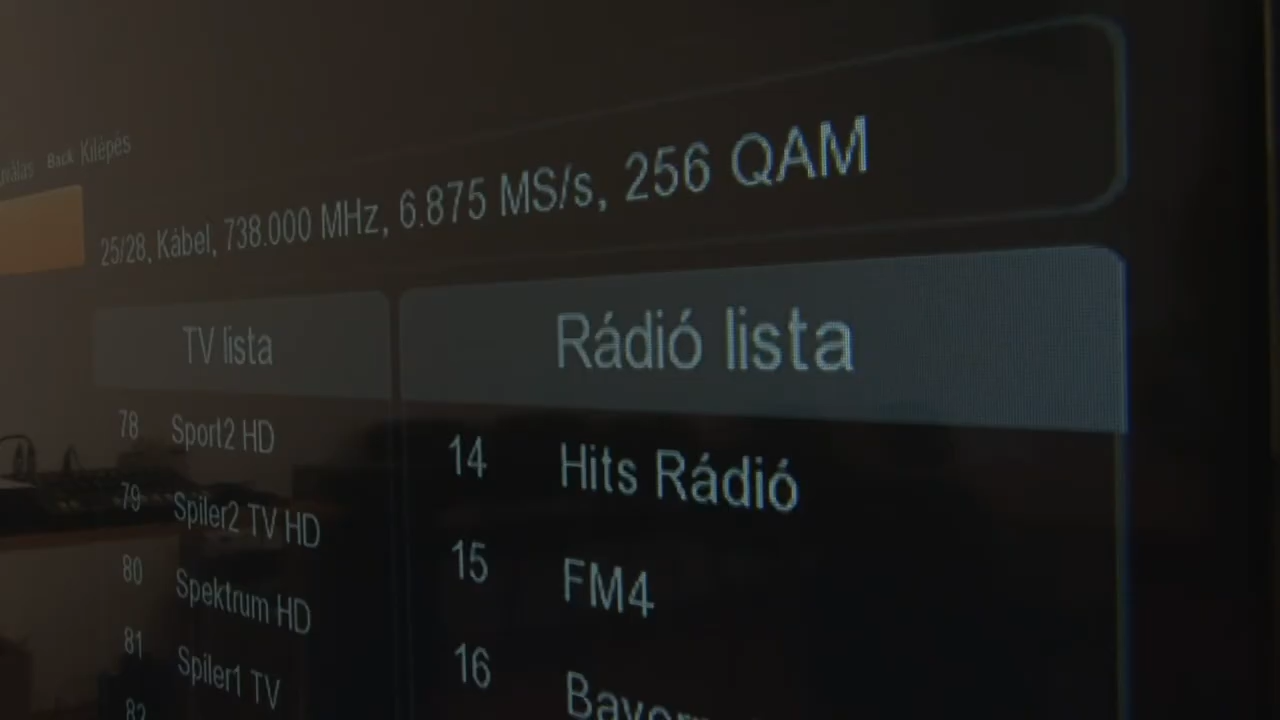 Back Kilépés
25/28, Kábel, 738.000 MHz, 6.875 MS/s, 256 QAM
TV lista
78 Sport2 HD
79 Spiler2 TV HD
80 Spektrum HD
81 Spiler1 TV
82
Rádió lista
14 Hits Rádió
15 FM4
16